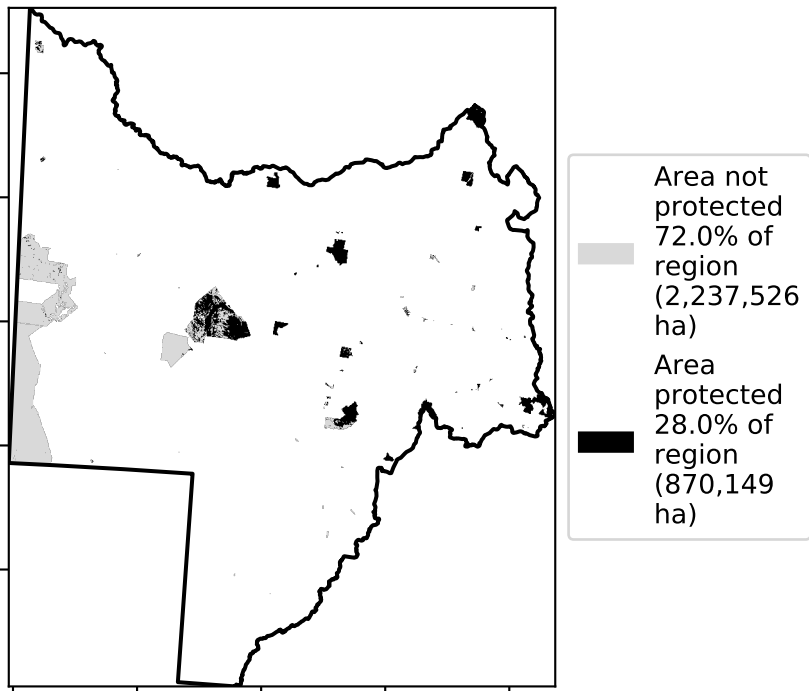 Area not
protected
72.0% of
region
(2,237,526
ha)
Area
protected
28.0% of
region
(870,149
ha)